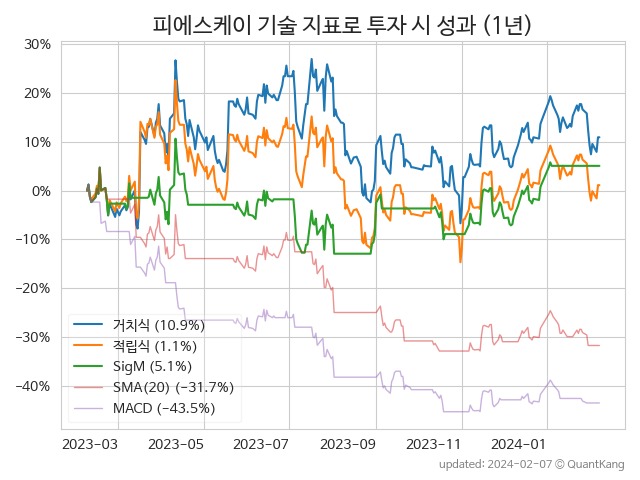 피에스케이 기술 지표로 투자 시 성과 (1년)
30%
20%
10%
0%
−10%
−20%
−30%
−40%
거치식 (10.9%)
적립식 (1.1%)
SigM (5.1%)
SMA(20) (−31.7%)
MACD (−43.5%)
2023-03 2023-05 2023-07 2023-09 2023-11 2024-01
updated: 2024-02-07 © QuantKang